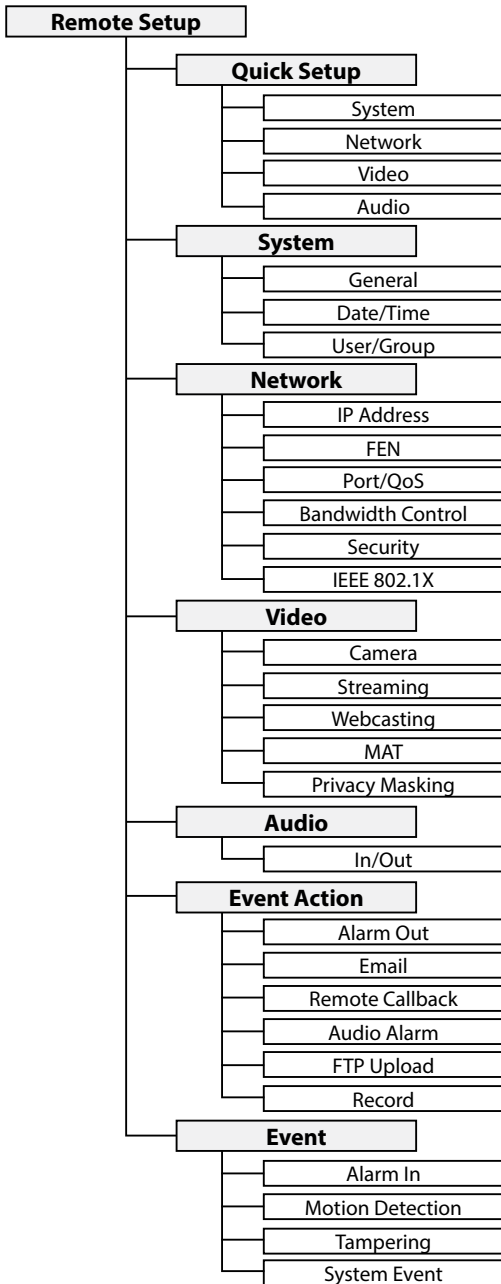 Remote Setup
Quick Setup
System
Network
Video
Audio
System
General
Date/Time
User/Group
Network
IP Address
FEN
Port/QoS
Bandwidth Control
Security
IEEE 802.1X
Video
Camera
Streaming
Webcasting
MAT
Privacy Masking
Audio
In/Out
Event Action
Alarm Out
Email
Remote Callback
Audio Alarm
FTP Upload
Record
Event
Alarm In
Motion Detection
Tampering
System Event